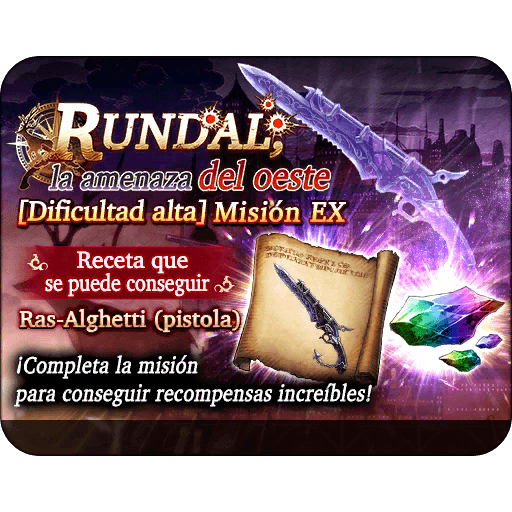 RUNDALL,
la amenaza del oeste
[Dificultad alta] Misión EX
Receta que
se puede conseguir
Ras-Alghetti (pistola)
¡Completa la misión
para conseguir recompensas increíbles!